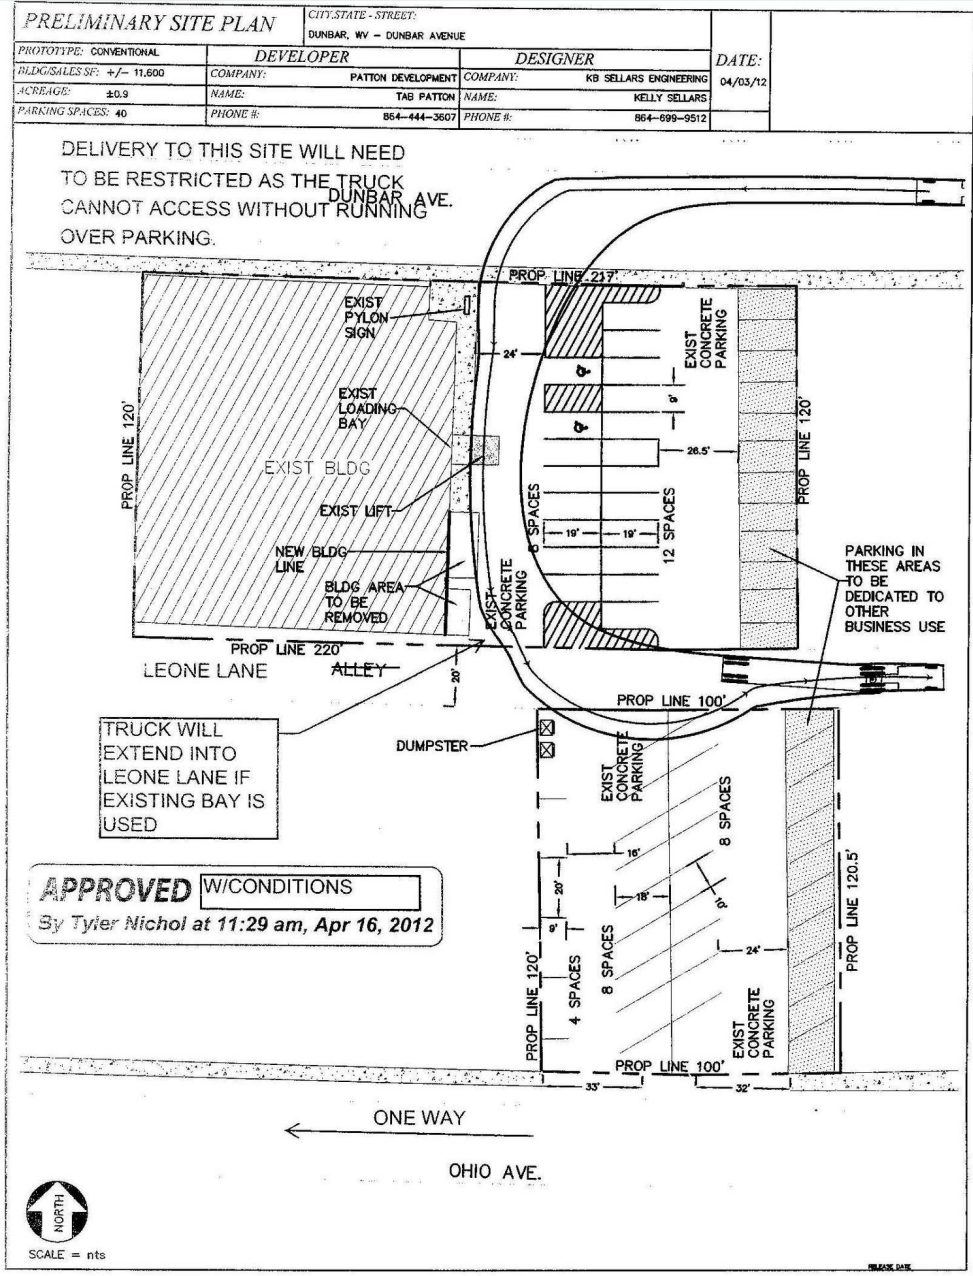 PRELIMINARY SITE PLAN
CITY.STATE - STREET:
DUNBAR, WV - DUNBAR AVENUE
PROTOTYPE: CONVENTIONAL
DEVELOPER
DESIGNER
DATE:
04/03/12
BLDG/SALES SF: +/- 11,600
COMPANY: PATTON DEVELOPMENT
COMPANY: KB SELLARS ENGINEERING
ACREAGE: ±0.9
NAME: TAB PATTON
NAME: KELLY SELLARS
PARKING SPACES: 40
PHONE #: 864-444-3607
PHONE #: 864-699-9512
DELIVERY TO THIS SITE WILL NEED
TO BE RESTRICTED AS THE TRUCK
CANNOT ACCESS WITHOUT RUNNING
OVER PARKING.
DUNBAR AVE.
PROP LINE 217'
EXIST
PYLON
SIGN
24'
EXIST
CONCRETE
PARKING
9'
EXIST
LOADING
BAY
EXIST BLDG
26.5'
PROP LINE 120'
PROP LINE 120'
EXIST LIFT
8 SPACES
19'
19'
12 SPACES
NEW BLDG
LINE
BLDG AREA
TO BE
REMOVED
EXIST
CONCRETE
PARKING
PARKING IN
THESE AREAS
TO BE
DEDICATED TO
OTHER
BUSINESS USE
PROP LINE 220'
LEONE LANE
ALLEY
20'
PROP LINE 100'
TRUCK WILL
EXTEND INTO
LEONE LANE IF
EXISTING BAY IS
USED
DUMPSTER
EXIST
CONCRETE
PARKING
8 SPACES
16'
20'
18'
10'
9'
24'
PROP LINE 120.5'
APPROVED W/CONDITIONS
By Tyler Nichol at 11:29 am, Apr 16, 2012
PROP LINE 120'
4 SPACES
8 SPACES
EXIST
CONCRETE
PARKING
PROP LINE 100'
33'
32'
ONE WAY
OHIO AVE.
NORTH
SCALE = nts
RELEASE DATE